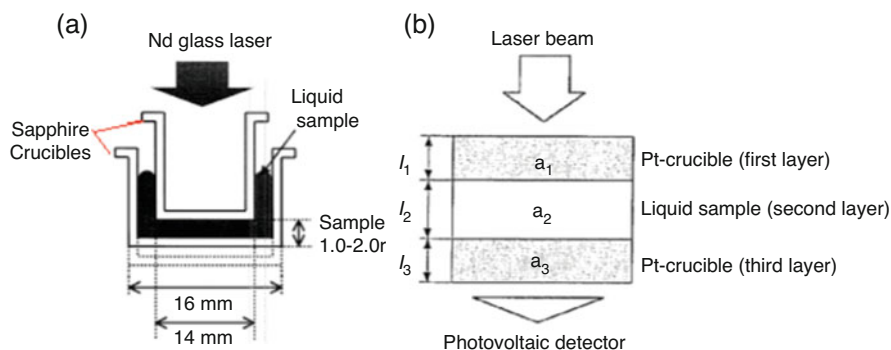 (a)
Nd glass laser
Liquid
sample
Sapphire
Crucibles
Sample
1.0-2.0r
16 mm
14 mm
(b)
Laser beam
l1
a1
Pt-crucible (first layer)
l2
a2
Liquid sample (second layer)
l3
a3
Pt-crucible (third layer)
Photovoltaic detector